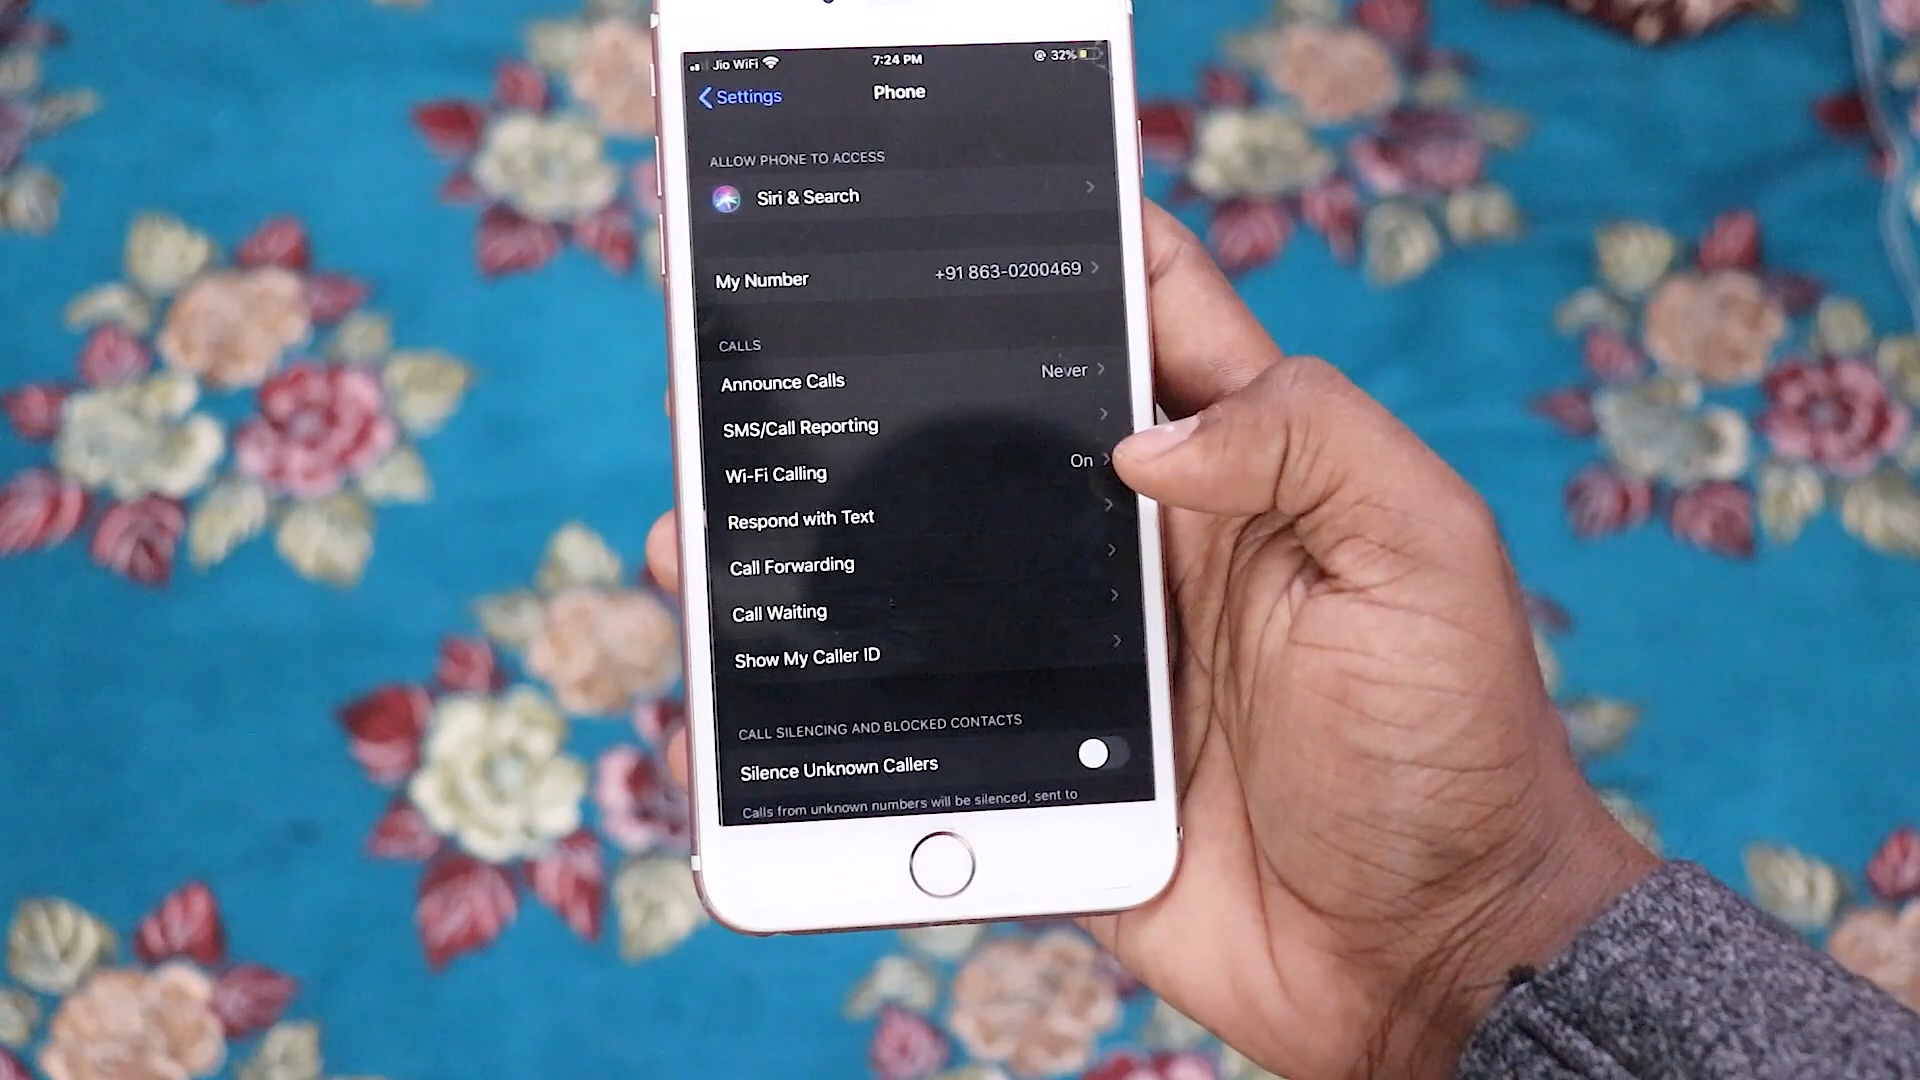 Jio WiFi 7:24 PM 32%
Settings Phone
ALLOW PHONE TO ACCESS
Siri & Search
My Number +91 863-0200469
CALLS
Announce Calls Never
SMS/Call Reporting
Wi-Fi Calling On
Respond with Text
Call Forwarding
Call Waiting
Show My Caller ID
CALL SILENCING AND BLOCKED CONTACTS
Silence Unknown Callers
Calls from unknown numbers will be silenced, sent to